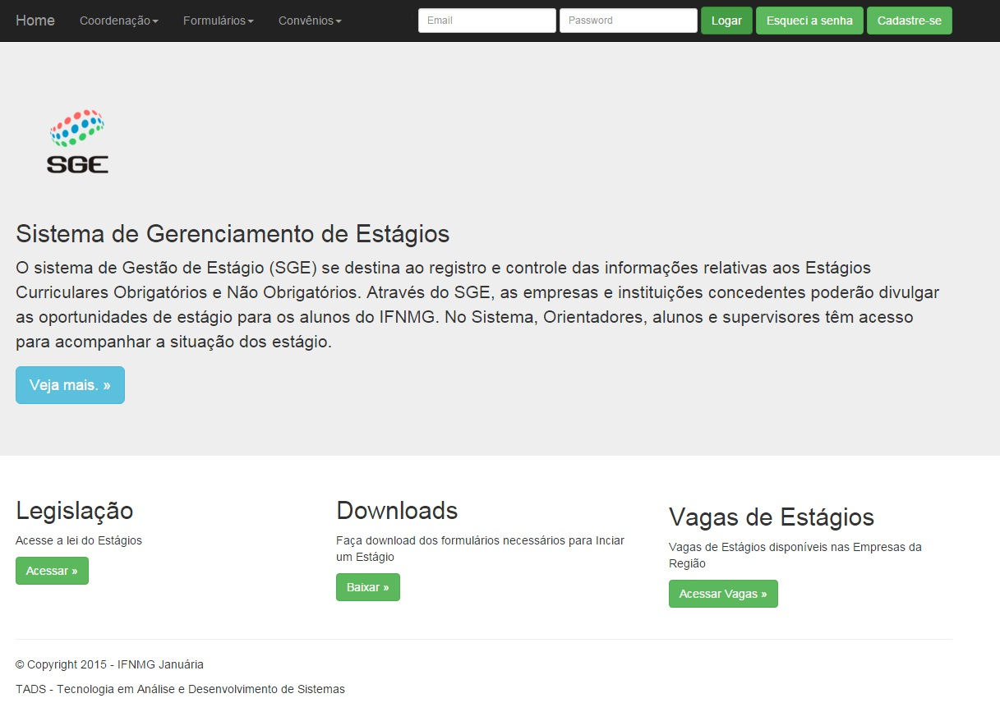 Home Coordenação Formulários Convênios Email Password Logar Esqueci a senha Cadastre-se
SGE
Sistema de Gerenciamento de Estágios
O sistema de Gestão de Estágio (SGE) se destina ao registro e controle das informações relativas aos Estágios
Curriculares Obrigatórios e Não Obrigatórios. Através do SGE, as empresas e instituições concedentes poderão divulgar
as oportunidades de estágio para os alunos do IFNMG. No Sistema, Orientadores, alunos e supervisores têm acesso
para acompanhar a situação dos estágio.
Veja mais. »
Legislação
Acesse a lei do Estágios
Acessar »
Downloads
Faça download dos formulários necessários para Inciar
um Estágio
Baixar »
Vagas de Estágios
Vagas de Estágios disponíveis nas Empresas da
Região
Acessar Vagas »
© Copyright 2015 - IFNMG Januária
TADS - Tecnologia em Análise e Desenvolvimento de Sistemas